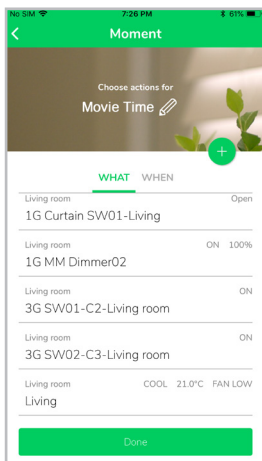 No SIM 7:26 PM 61%
Moment
Choose actions for
Movie Time
+
WHAT WHEN
Living room Open
1G Curtain SW01-Living
Living room ON 100%
1G MM Dimmer02
Living room ON
3G SW01-C2-Living room
Living room ON
3G SW02-C3-Living room
Living room COOL 21.0°C FAN LOW
Living
Done